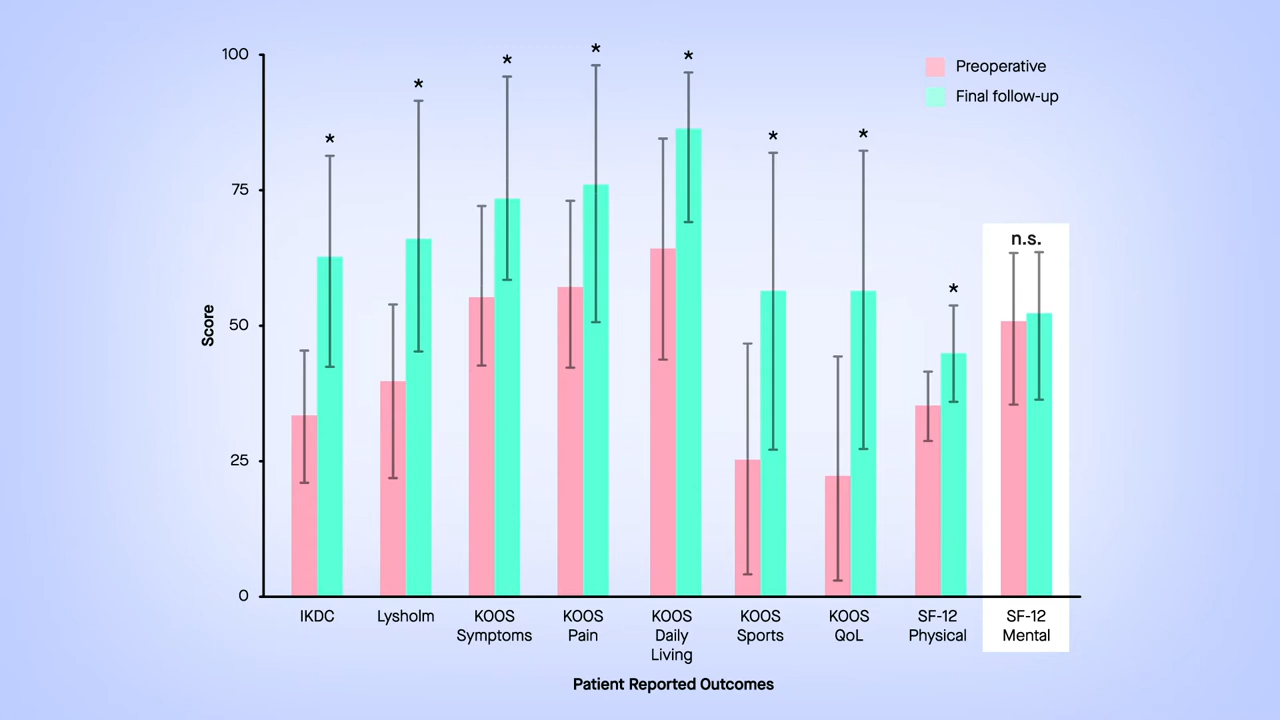 100
75
50
25
0
Score
Preoperative
Final follow-up
*
*
*
*
*
*
*
*
n.s.
IKDC
Lysholm
KOOS
Symptoms
KOOS
Pain
KOOS
Daily
Living
KOOS
Sports
KOOS
QoL
SF-12
Physical
SF-12
Mental
Patient Reported Outcomes